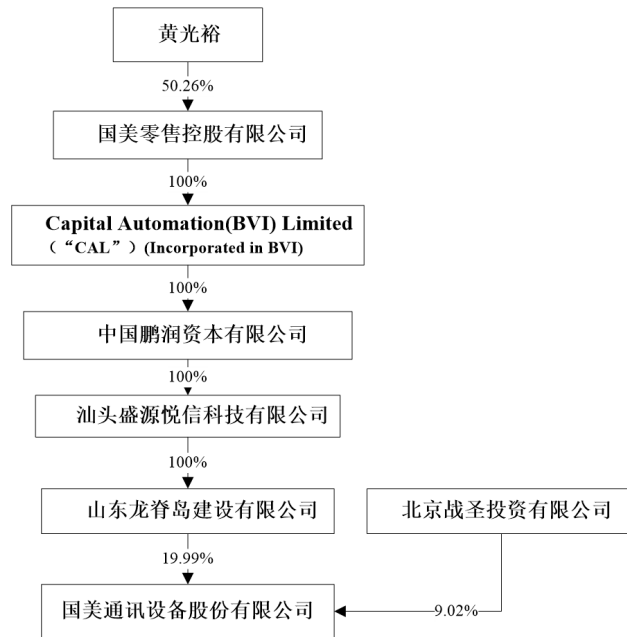 黄光裕
50.26%
国美零售控股有限公司
100%
Capital Automation(BVI) Limited
（“CAL”）(Incorporated in BVI)
100%
中国鹏润资本有限公司
100%
汕头盛源悦信科技有限公司
100%
山东龙脊岛建设有限公司
北京战圣投资有限公司
19.99%
国美通讯设备股份有限公司
9.02%